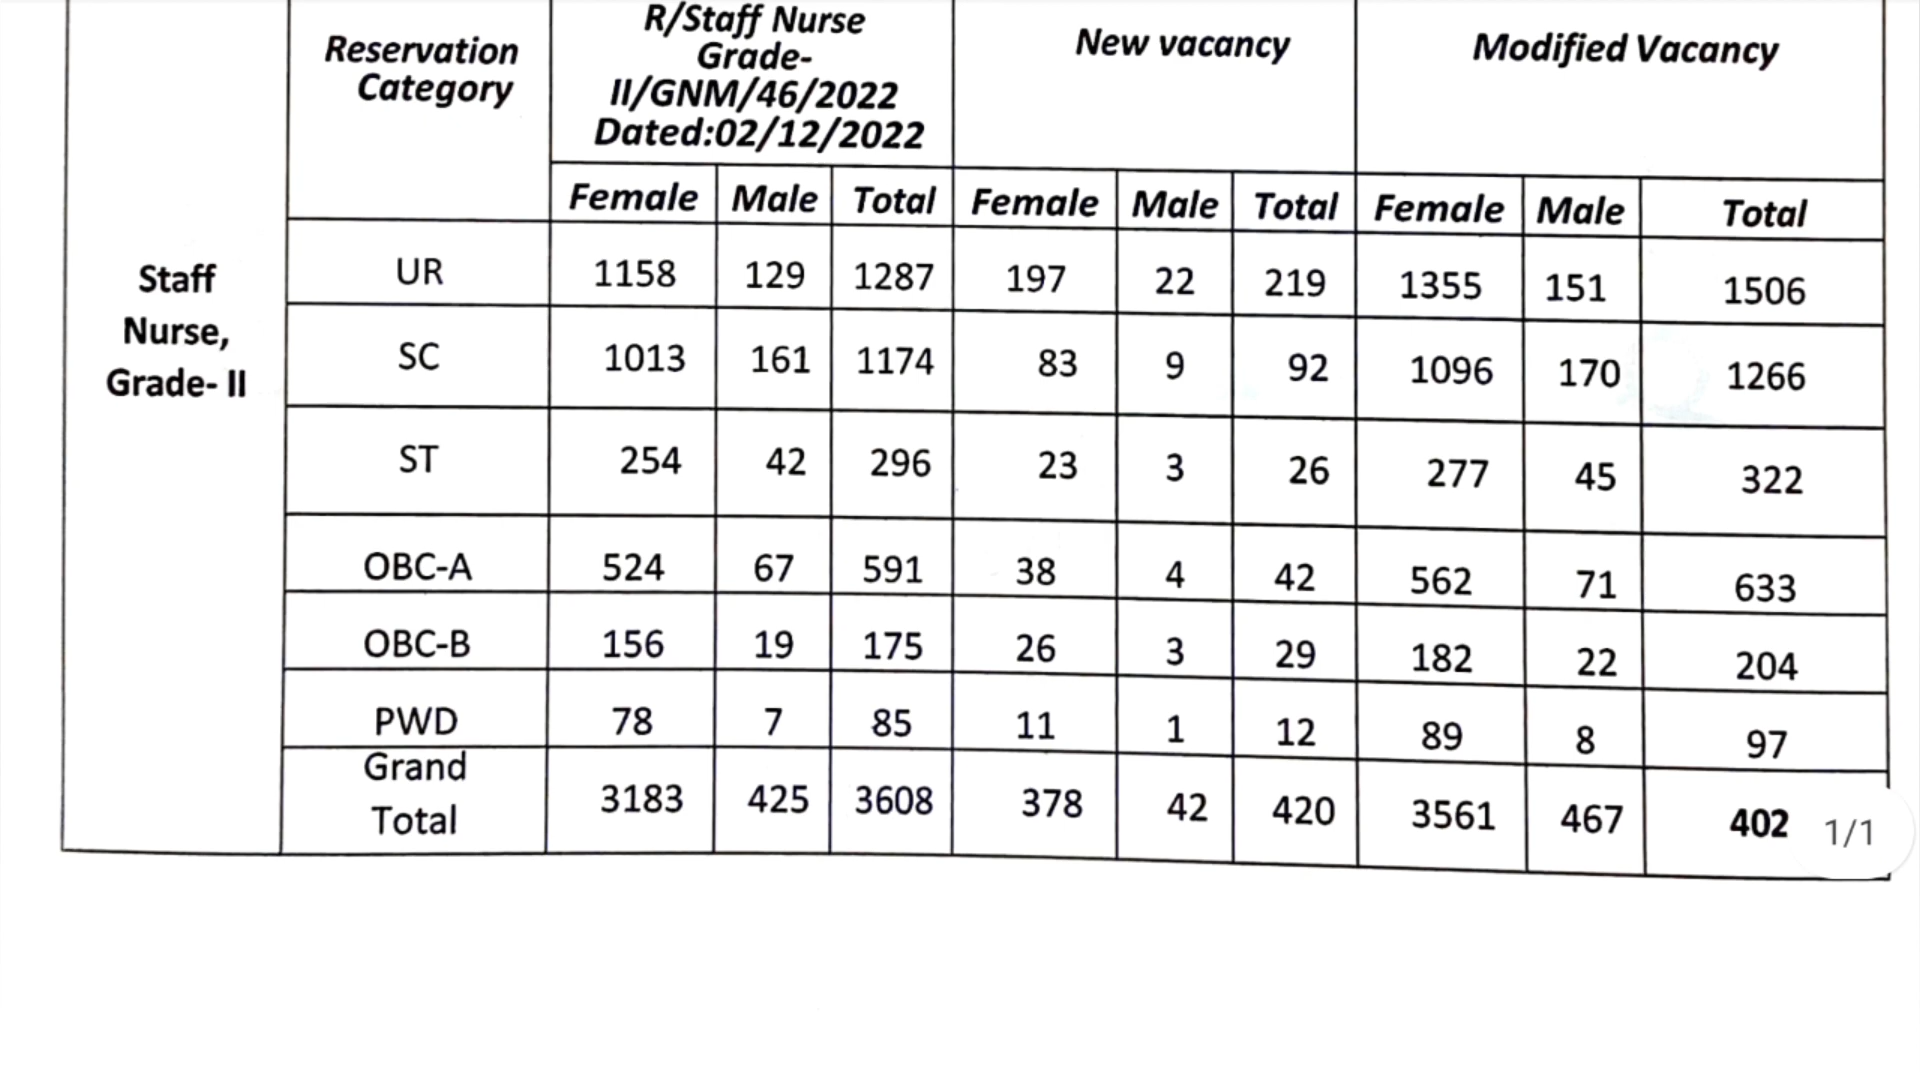 Reservation Category
R/Staff Nurse Grade-II/GNM/46/2022 Dated:02/12/2022
New vacancy
Modified Vacancy
Female Male Total Female Male Total Female Male Total
Staff Nurse, Grade- II
UR 1158 129 1287 197 22 219 1355 151 1506
SC 1013 161 1174 83 9 92 1096 170 1266
ST 254 42 296 23 3 26 277 45 322
OBC-A 524 67 591 38 4 42 562 71 633
OBC-B 156 19 175 26 3 29 182 22 204
PWD 78 7 85 11 1 12 89 8 97
Grand Total 3183 425 3608 378 42 420 3561 467 402
1/1